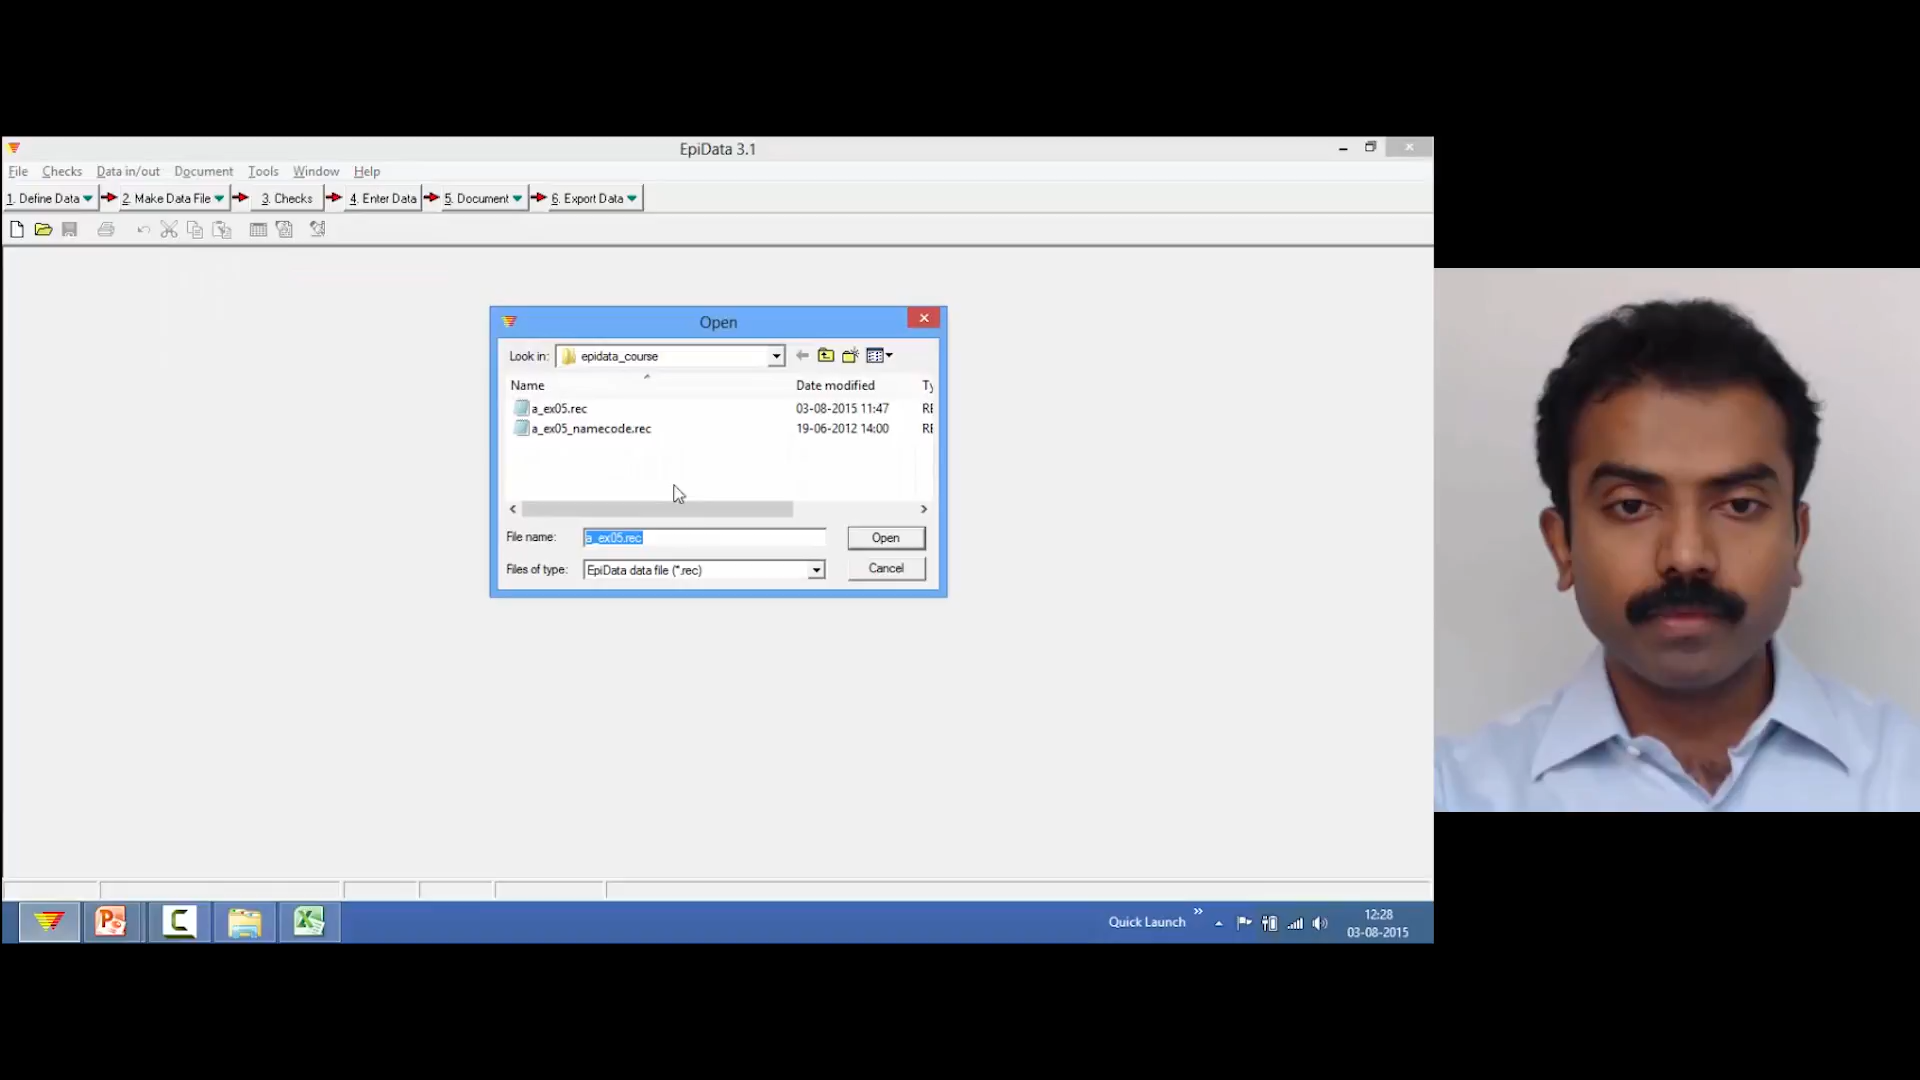 EpiData 3.1
File Checks Data in/out Document Tools Window Help
1. Define Data 2. Make Data File 3. Checks 4. Enter Data 5. Document 6. Export Data
Open
Look in: epidata_course
Name Date modified Ty
a_ex05.rec 03-08-2015 11:47 RE
a_ex05_namecode.rec 19-06-2012 14:00 RE
File name: a_ex05.rec Open
Files of type: EpiData data file (*.rec) Cancel
Quick Launch 12:28
03-08-2015